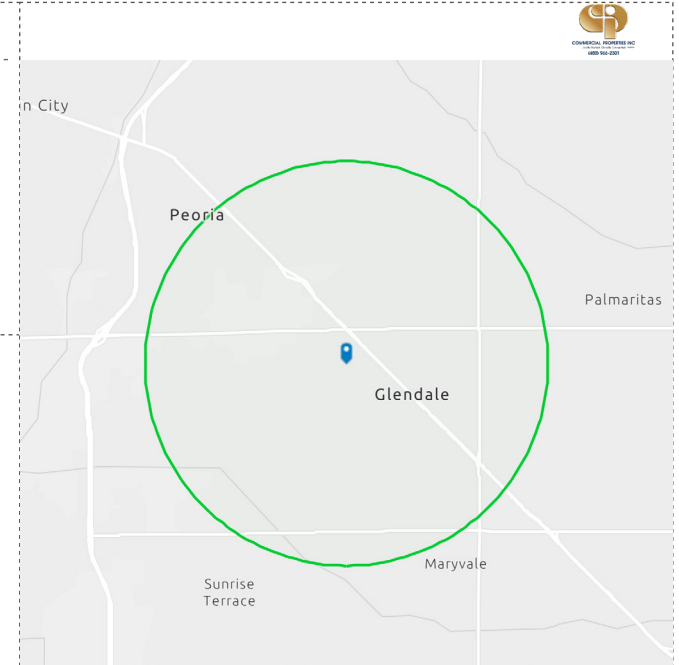 COMMERCIAL PROPERTIES INC
n City
Peoria
Palmaritas
Glendale
Maryvale
Sunrise
Terrace